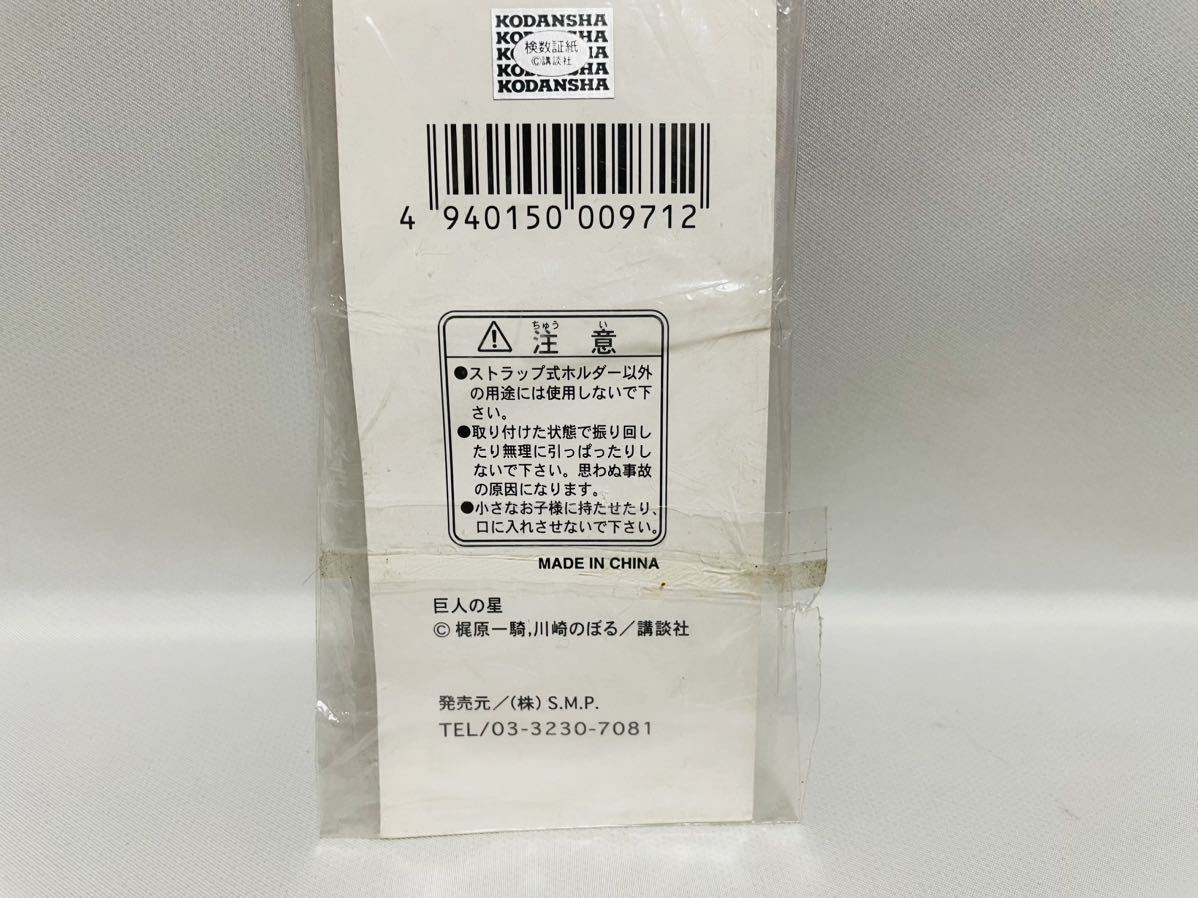 KODANSHA
KO HA
検数証紙
K IA
©講談社
KO HA
KODANSHA
4 940150 009712
ちゅう い
注 意
●ストラップ式ホルダー以外
の用途には使用しないで下
さい。
●取り付けた状態で振り回し
たり無理に引っぱったりし
ないで下さい。思わぬ事故
の原因になります。
●小さなお子様に持たせたり、
口に入れさせないで下さい。
MADE IN CHINA
巨人の星
© 梶原一騎,川崎のぼる／講談社
発売元／(株) S.M.P.
TEL/03-3230-7081